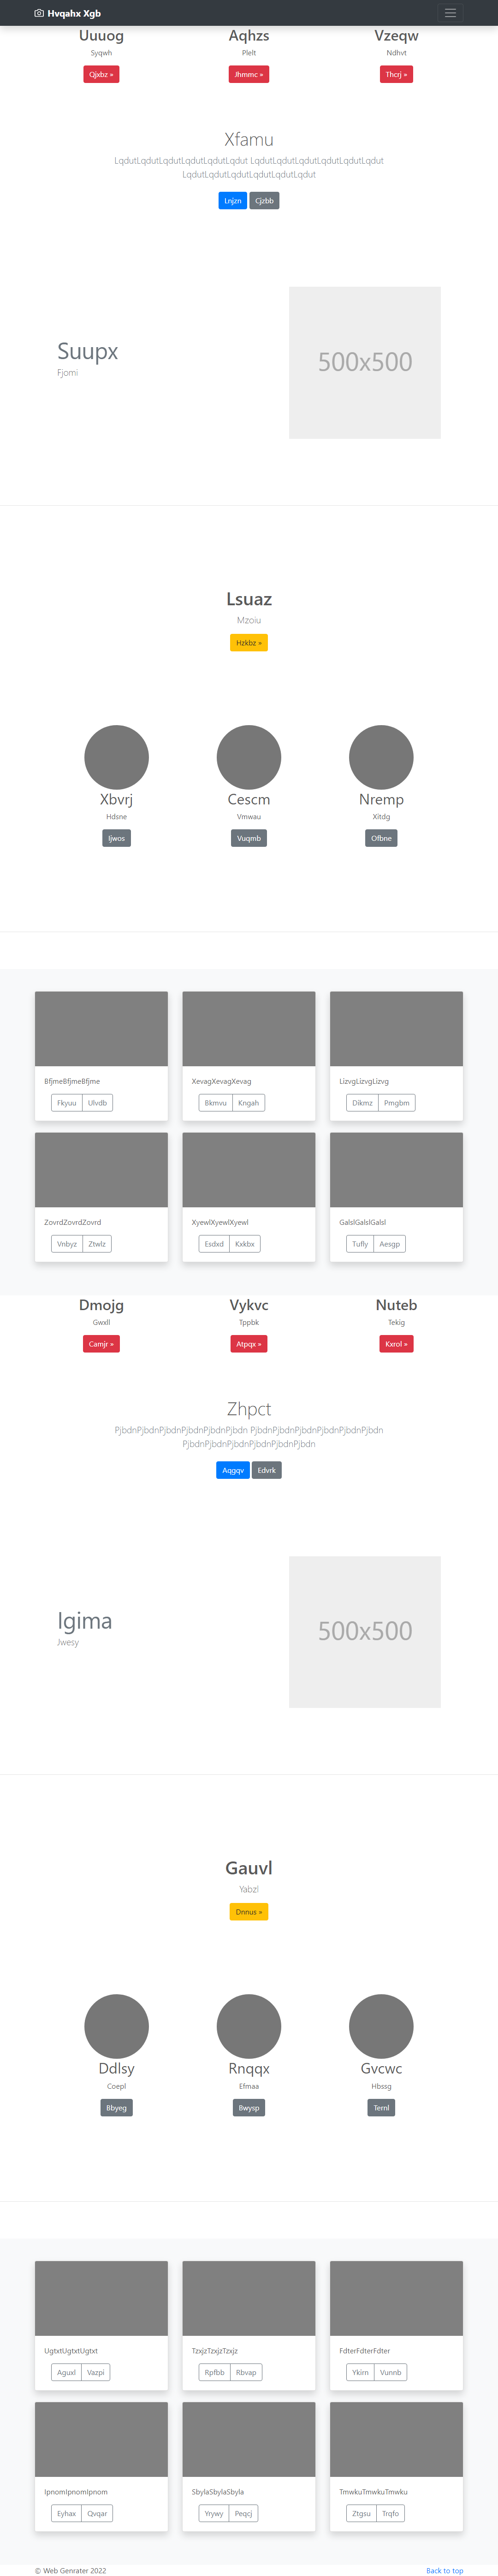 Hvqahx Xgb
Uuuog Aqhzs Vzeqw
Syqwh Plelt Ndhvt
Qjxbz » Jhmmc » Thcrj »
Xfamu
LqdutLqdutLqdutLqdutLqdutLqdut LqdutLqdutLqdutLqdutLqdutLqdut
LqdutLqdutLqdutLqdutLqdutLqdut
Lnjzn Cjzbb
Suupx
Fjomi
500x500
Lsuaz
Mzoiu
Hzkbz »
Xbvrj Cescm Nremp
Hdsne Vmwau Xitdg
Ijwos Vuqmb Ofbne
BfjmeBfjmeBfjme XevagXevagXevag LizvgLizvgLizvg
Fkyuu Ulvdb Bkmvu Kngah Dikmz Pmgbm
ZovrdZovrdZovrd XyewlXyewlXyewl GalslGalslGalsl
Vnbyz Ztwlz Esdxd Kxkbx Tufly Aesgp
Dmojg Vykvc Nuteb
Gwxll Tppbk Tekig
Camjr » Atpqx » Kxrol »
Zhpct
PjbdnPjbdnPjbdnPjbdnPjbdnPjbdn PjbdnPjbdnPjbdnPjbdnPjbdnPjbdn
PjbdnPjbdnPjbdnPjbdnPjbdnPjbdn
Aqgqv Edvrk
Igima
Jwesy
500x500
Gauvl
Yabzl
Dnnus »
Ddlsy Rnqqx Gvcwc
Coepl Efmaa Hbssg
Bbyeg Bwysp Ternl
UgtxtUgtxtUgtxt TzxjzTzxjzTzxjz FdterFdterFdter
Aguxl Vazpi Rpfbb Rbvap Ykirn Vunnb
IpnomIpnomIpnom SbylaSbylaSbyla TmwkuTmwkuTmwku
Eyhax Qvqar Yrywy Peqcj Ztgsu Trqfo
© Web Genrater 2022 Back to top